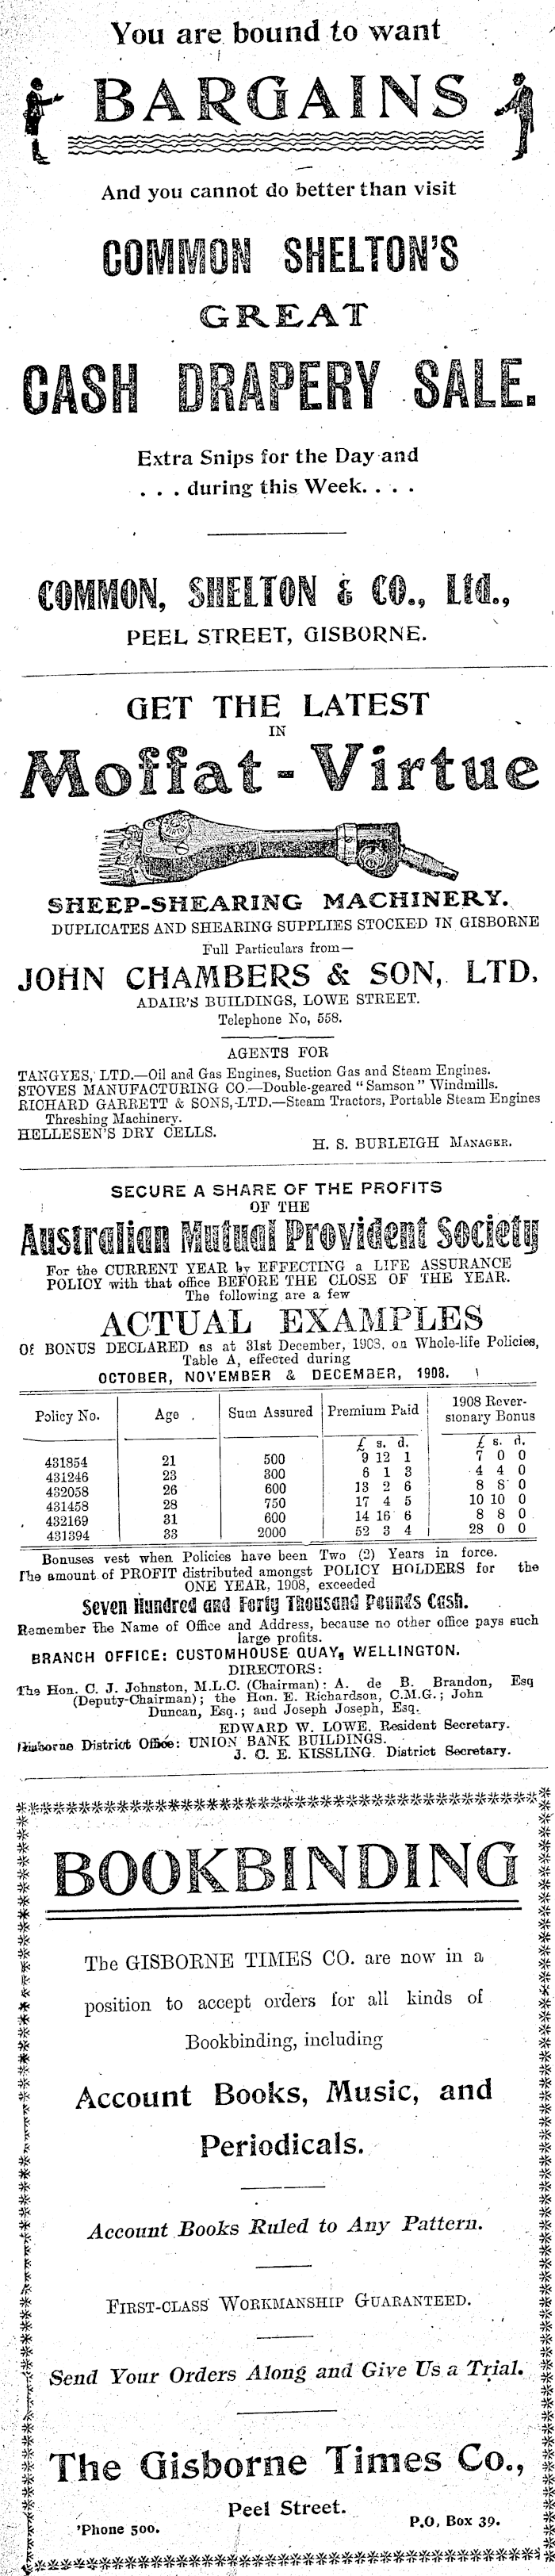 You are bound to want
BARGAINS
And you cannot do better than visit
COMMON SHELTON'S
GREAT
CASH DRAPERY SALE.
Extra Snips for the Day and
. . . during this Week. . . .
COMMON, SHELTON & CO., Ltd.,
PEEL STREET, GISBORNE.
GET THE LATEST
IN
Moffat-Virtue
SHEEP-SHEARING MACHINERY.
DUPLICATES AND SHEARING SUPPLIES STOCKED IN GISBORNE
Full Particulars from—
JOHN CHAMBERS & SON, LTD,
ADAIR'S BUILDINGS, LOWE STREET.
Telephone No, 558.
AGENTS FOR
TANGYES, LTD.—Oil and Gas Engines, Suction Gas and Steam Engines.
STOVES MANUFACTURING CO.—Double-geared "Samson" Windmills.
RICHARD GARRETT & SONS, LTD.—Steam Tractors, Portable Steam Engines
Threshing Machinery.
HELLESEN'S DRY CELLS.
H. S. BURLEIGH MANAGER.
SECURE A SHARE OF THE PROFITS
OF THE
Australian Mutual Provident Society
For the CURRENT YEAR by EFFECTING a LIFE ASSURANCE
POLICY with that office BEFORE THE CLOSE OF THE YEAR.
The following are a few
ACTUAL EXAMPLES
Of BONUS DECLARED as at 31st December, 1908, on Whole-life Policies,
Table A, effected during
OCTOBER, NOVEMBER & DECEMBER, 1908.
Policy No. Age. Sum Assured Premium Paid 1908 Rever-
sionary Bonus
£ s. d. £ s. d.
431854 21 500 9 12 1 7 0 0
431246 23 300 6 1 3 4 4 0
432058 26 600 13 2 6 8 8 0
431458 28 750 17 4 5 10 10 0
432169 31 600 14 16 6 8 8 0
431394 33 2000 52 3 4 28 0 0
Bonuses vest when Policies have been Two (2) Years in force.
The amount of PROFIT distributed amongst POLICY HOLDERS for the
ONE YEAR, 1908, exceeded
Seven Hundred and Forty Thousand Pounds Cash.
Remember the Name of Office and Address, because no other office pays such
large profits.
BRANCH OFFICE: CUSTOMHOUSE QUAY, WELLINGTON.
DIRECTORS:
The Hon. C. J. Johnston, M.L.C. (Chairman): A. de B. Brandon, Esq
(Deputy-Chairman); the Hon. E. Richardson, C.M.G.; John
Duncan, Esq.; and Joseph Joseph, Esq.
EDWARD W. LOWE, Resident Secretary.
Gisborne District Office: UNION BANK BUILDINGS.
J. C. E. KISSLING. District Secretary.
BOOKBINDING
The GISBORNE TIMES CO. are now in a
position to accept orders for all kinds of
Bookbinding, including
Account Books, Music, and
Periodicals.
Account Books Ruled to Any Pattern.
FIRST-CLASS WORKMANSHIP GUARANTEED.
Send Your Orders Along and Give Us a Trial.
The Gisborne Times Co.,
Peel Street.
'Phone 500. P.O. Box 39.